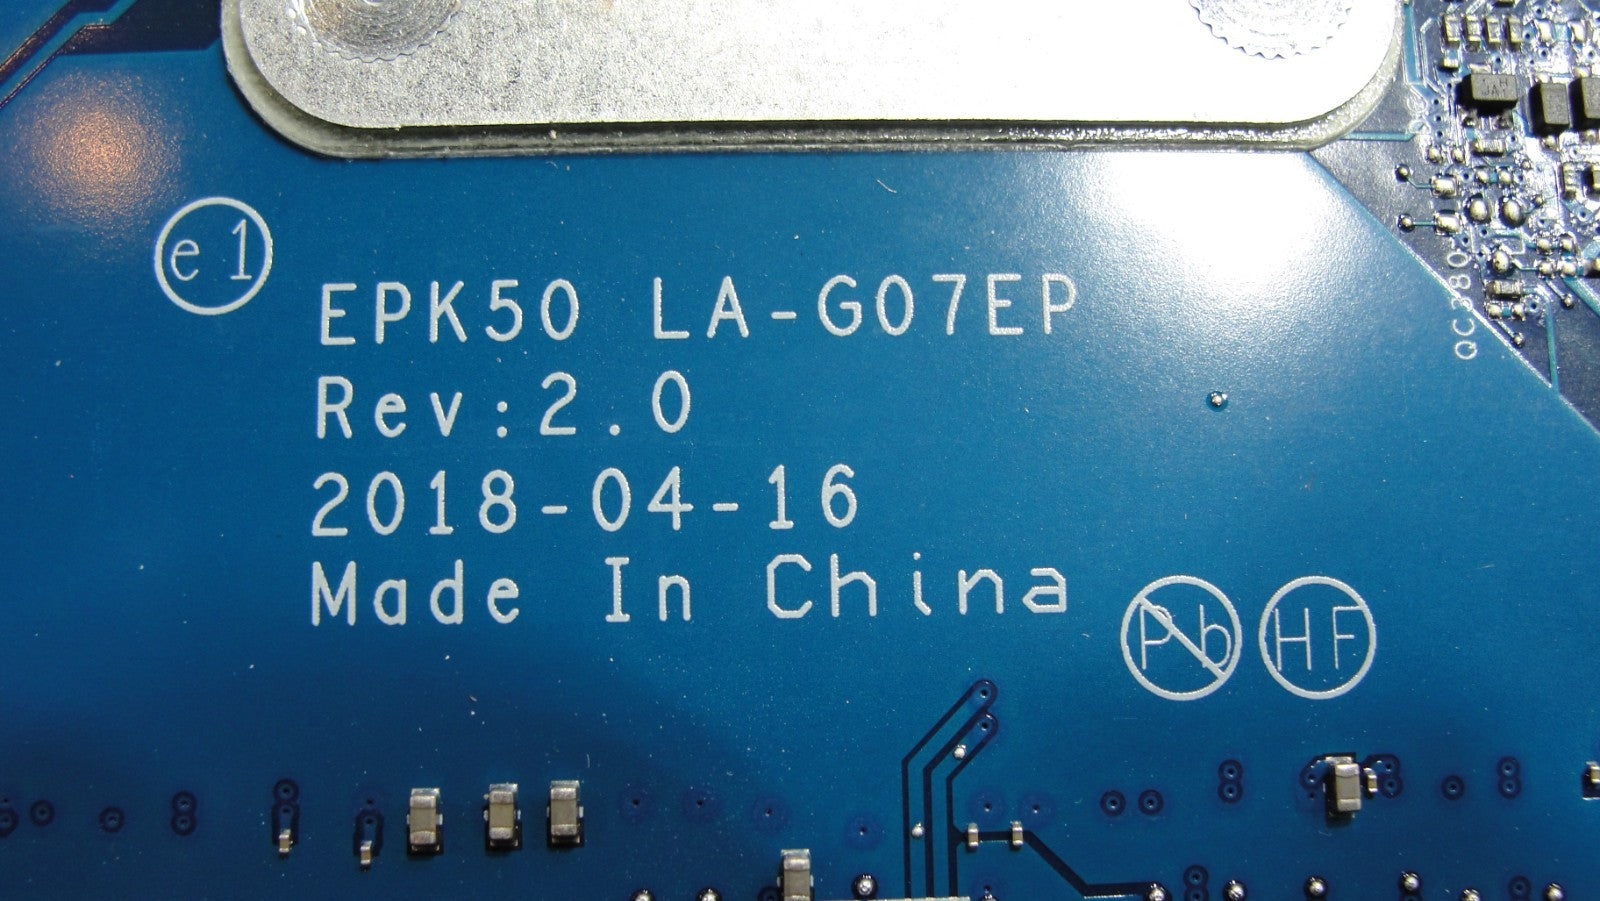 e1
EPK50 LA-G07EP
Rev:2.0
2018-04-16
Made In China
Pb
HF